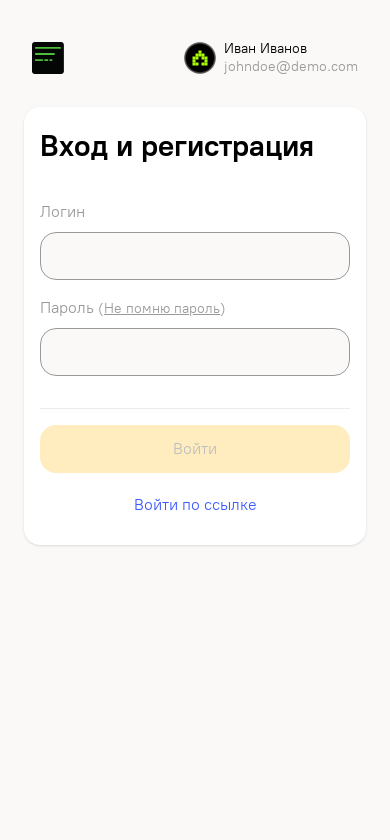 Иван Иванов
johndoe@demo.com
Вход и регистрация
Логин
Пароль (Не помню пароль)
Войти
Войти по ссылке